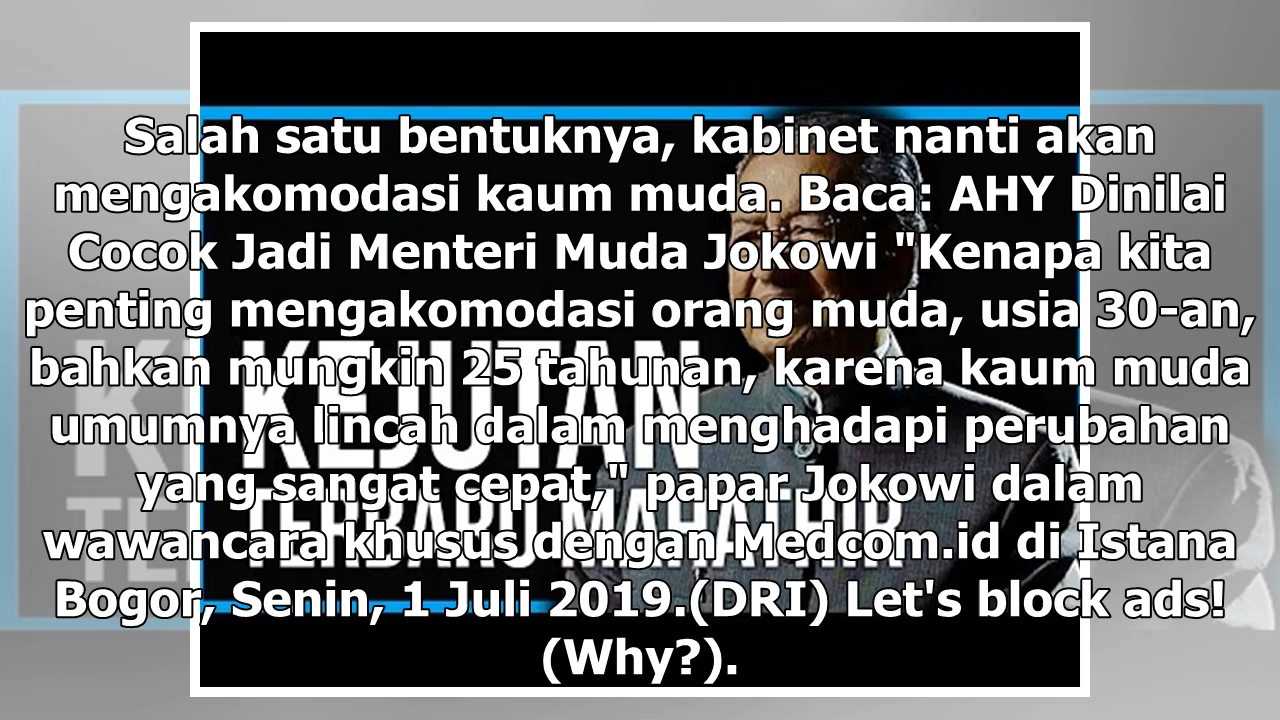 Salah satu bentuknya, kabinet nanti akan
mengakomodasi kaum muda. Baca: AHY Dinilai
Cocok Jadi Menteri Muda Jokowi "Kenapa kita
penting mengakomodasi orang muda, usia 30-an,
bahkan mungkin 25 tahunan, karena kaum muda
umumnya lincah dalam menghadapi perubahan
yang sangat cepat," papar Jokowi dalam
wawancara khusus dengan Medcom.id di Istana
Bogor, Senin, 1 Juli 2019.(DRI) Let's block ads!
(Why?).
KEJUTAN
TERBARU MAHATHIR